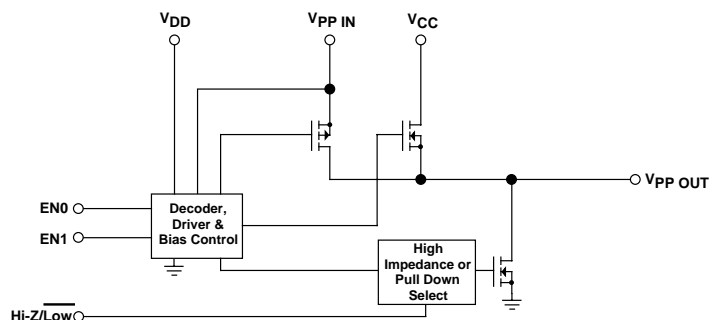 VDD
VPP IN
VCC
VPP OUT
EN0
EN1
Decoder,
Driver &
Bias Control
High
Impedance or
Pull Down
Select
Hi-Z/Low